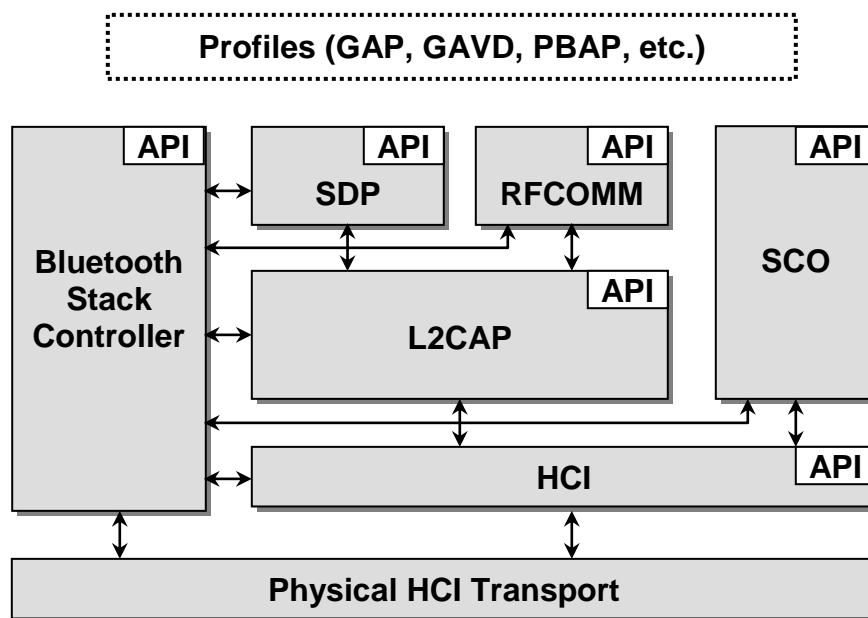 Profiles (GAP, GAVD, PBAP, etc.)
API
API
API
API
SDP
RFCOMM
Bluetooth
Stack
Controller
SCO
API
L2CAP
API
HCI
Physical HCI Transport